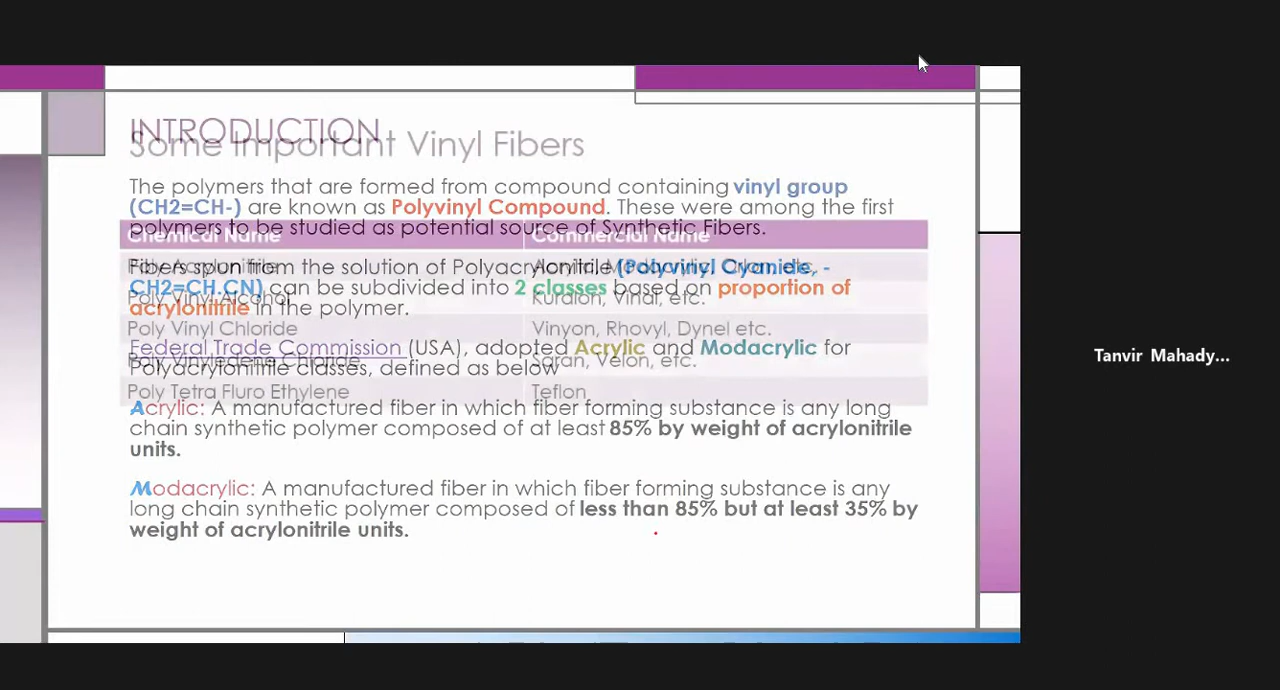 INTRODUCTION
Some Important Vinyl Fibers
The polymers that are formed from compound containing vinyl group
(CH2=CH-) are known as Polyvinyl Compound. These were among the first
polymers to be studied as potential source of Synthetic Fibers.
Chemical Name Commercial Name
Fibers spun from the solution of Polyacrylonitrile (Polyvinyl Cyanide, -
CH2=CH.CN) can be subdivided into 2 classes based on proportion of
Poly Vinyl Alcohol Kuralon, Vinal, etc.
acrylonitrile in the polymer.
Poly Vinyl Chloride Vinyon, Rhovyl, Dynel etc.
Federal Trade Commission (USA), adopted Acrylic and Modacrylic for
Poly Vinyledene Chloride Saran, Velon, etc.
Polyacrylonitrile classes, defined as below
Poly Tetra Fluro Ethylene Teflon
Acrylic: A manufactured fiber in which fiber forming substance is any long
chain synthetic polymer composed of at least 85% by weight of acrylonitrile
units.
Modacrylic: A manufactured fiber in which fiber forming substance is any
long chain synthetic polymer composed of less than 85% but at least 35% by
weight of acrylonitrile units.
Tanvir Mahady...